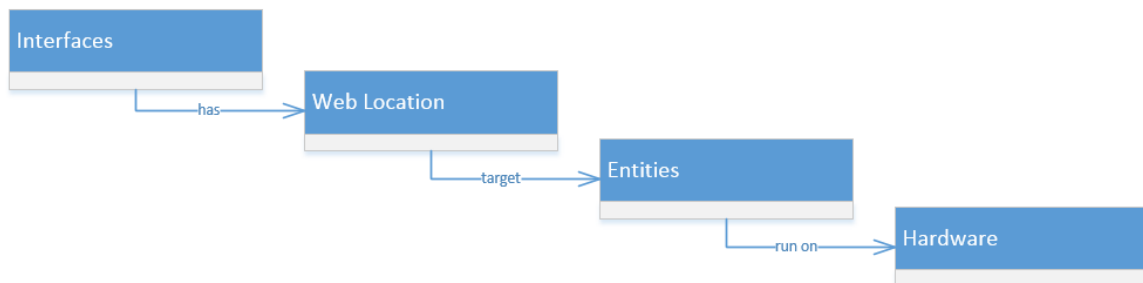 Interfaces
has
Web Location
target
Entities
run on
Hardware